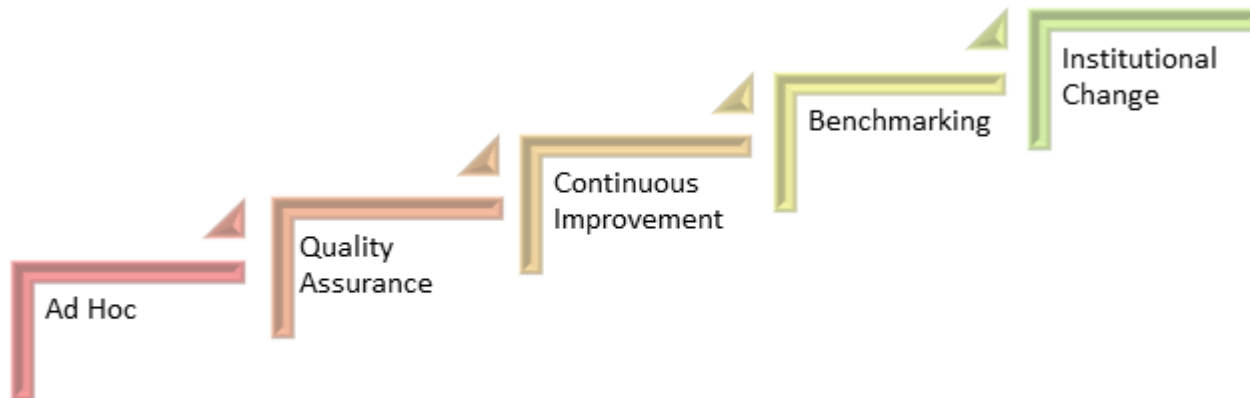 Ad Hoc
Quality
Assurance
Continuous
Improvement
Benchmarking
Institutional
Change